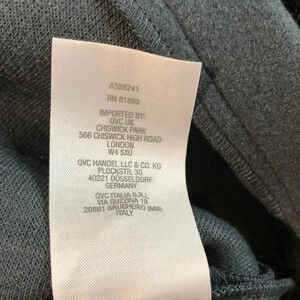 A388241
RN 81893
IMPORTED BY:
QVC UK
CHISWICK PARK
566 CHISWICK HIGH ROAD
LONDON
W4 5XU
QVC HANDEL LLC & CO. KG
PLOCKSTR. 30
40221 DÜSSELDORF
GERMANY
QVC ITALIA S.R.L.
VIA GUZZINA 18
20861 BRUGHERIO (MB)
ITALY